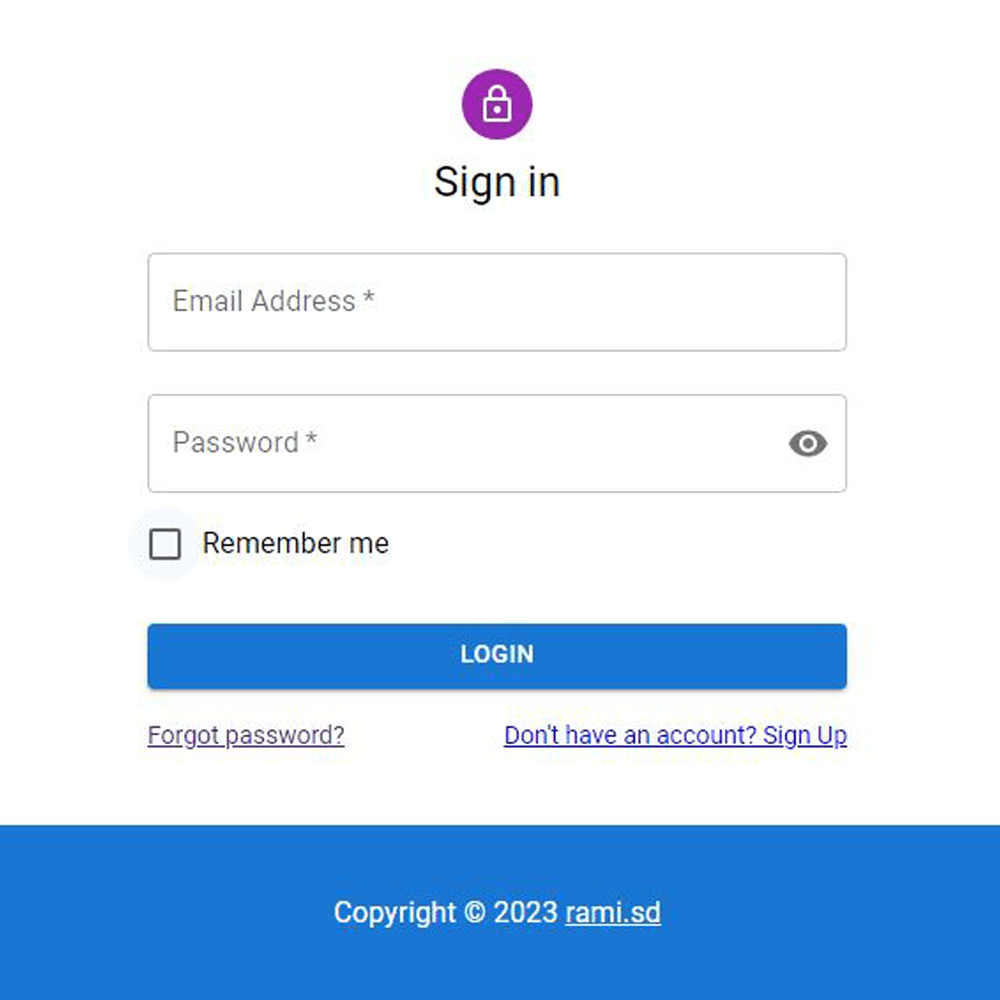 Sign in
Email Address *
Password *
Remember me
LOGIN
Forgot password? Don't have an account? Sign Up
Copyright © 2023 rami.sd